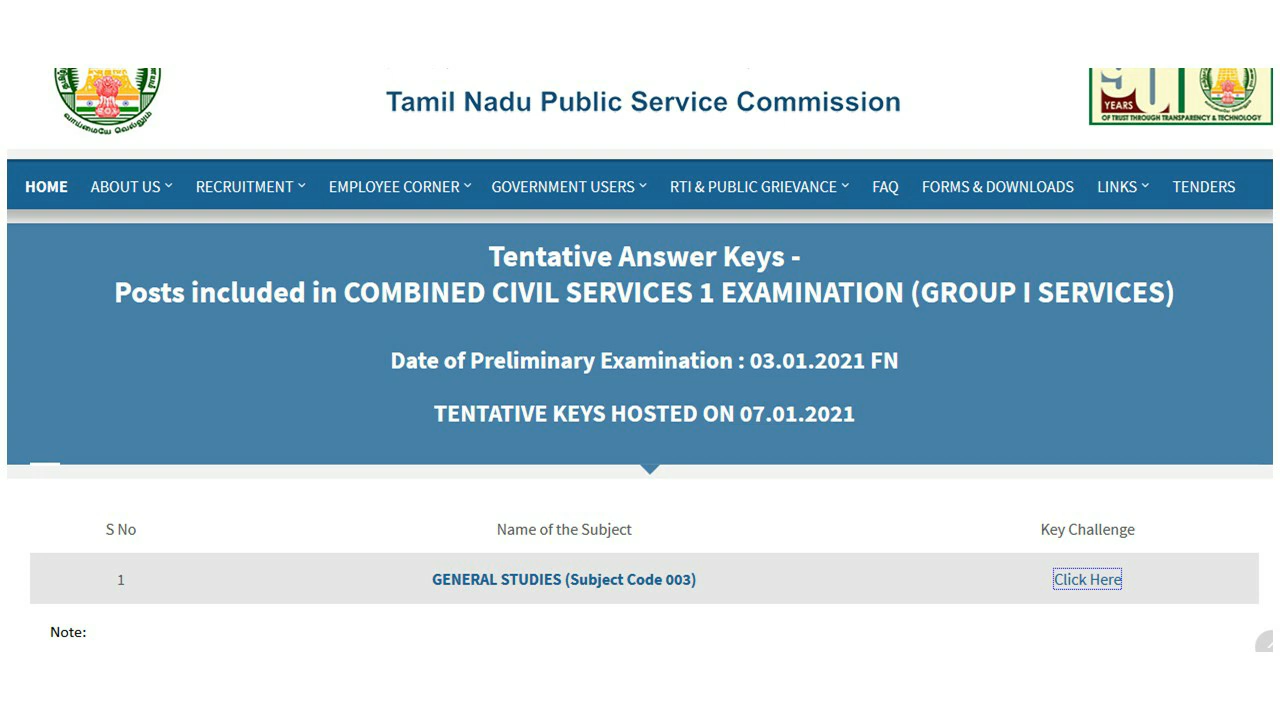 வாய்மையே வெல்லும்
Tamil Nadu Public Service Commission
YEARS
OF TRUST THROUGH TRANSPARENCY & TECHNOLOGY
HOME ABOUT US RECRUITMENT EMPLOYEE CORNER GOVERNMENT USERS RTI & PUBLIC GRIEVANCE FAQ FORMS & DOWNLOADS LINKS TENDERS
Tentative Answer Keys -
Posts included in COMBINED CIVIL SERVICES 1 EXAMINATION (GROUP I SERVICES)
Date of Preliminary Examination : 03.01.2021 FN
TENTATIVE KEYS HOSTED ON 07.01.2021
S No Name of the Subject Key Challenge
1 GENERAL STUDIES (Subject Code 003) Click Here
Note: